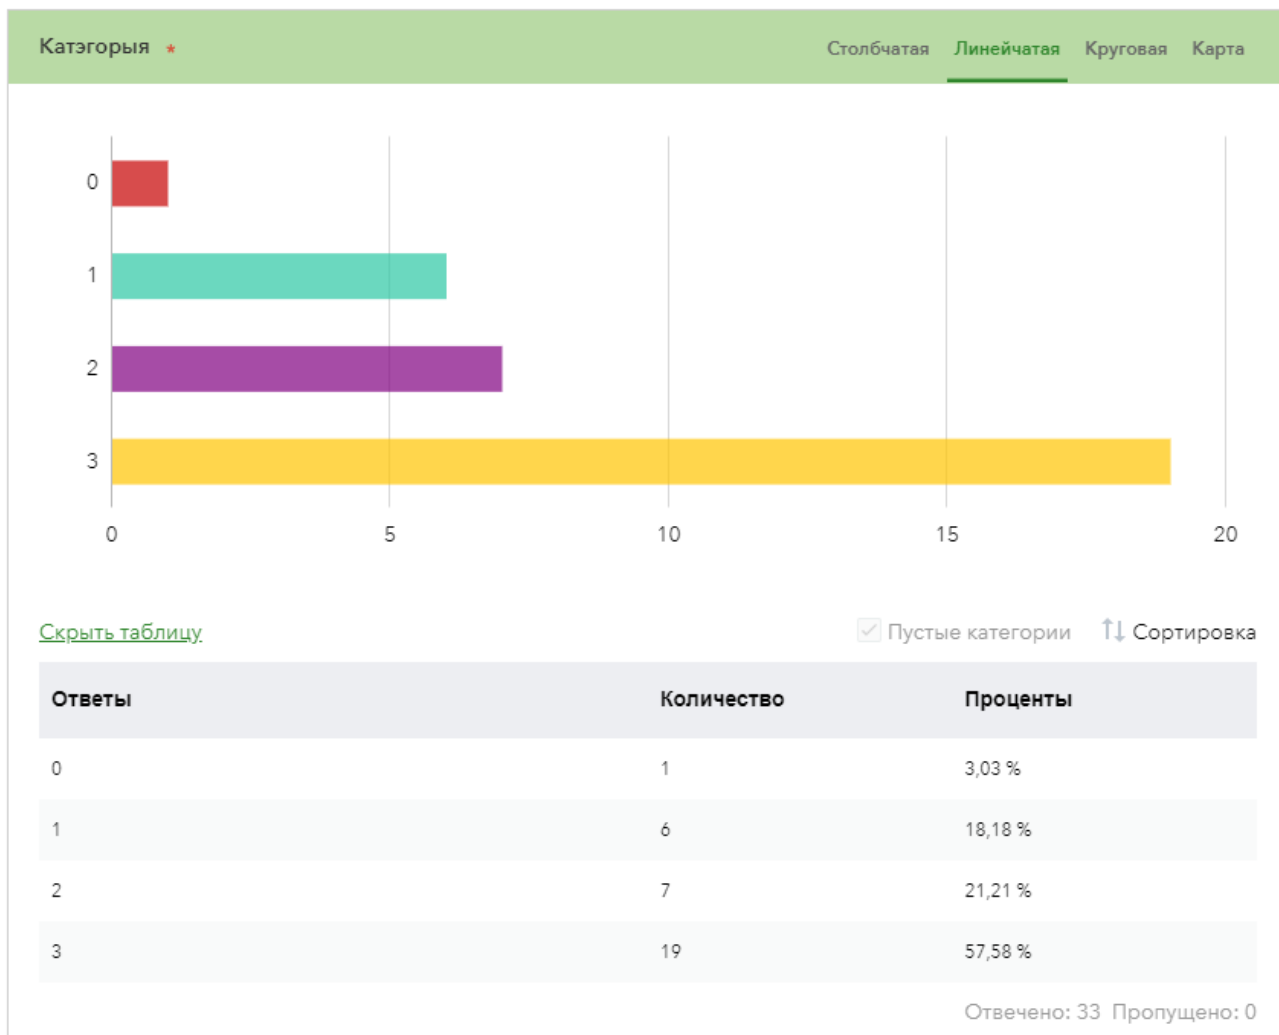 Катэгорыя *
Столбчатая Линейчатая Круговая Карта
0
1
2
3
0 5 10 15 20
Скрыть таблицу
Пустые категории Сортировка
Ответы Количество Проценты
0 1 3,03 %
1 6 18,18 %
2 7 21,21 %
3 19 57,58 %
Отвечено: 33 Пропущено: 0